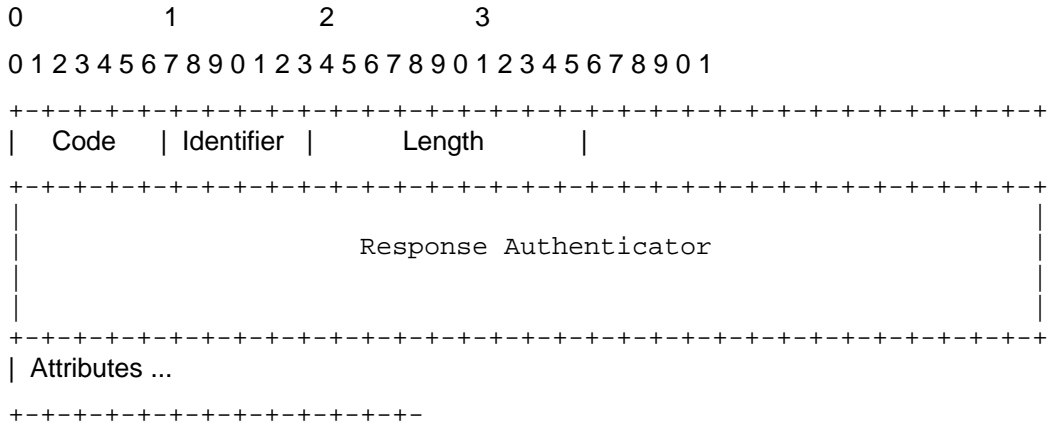 0 1 2 3
0 1 2 3 4 5 6 7 8 9 0 1 2 3 4 5 6 7 8 9 0 1 2 3 4 5 6 7 8 9 0 1
+-+-+-+-+-+-+-+-+-+-+-+-+-+-+-+-+-+-+-+-+-+-+-+-+-+-+-+-+-+-+-+-+
| Code | Identifier | Length |
+-+-+-+-+-+-+-+-+-+-+-+-+-+-+-+-+-+-+-+-+-+-+-+-+-+-+-+-+-+-+-+-+
| |
| Response Authenticator |
| |
| |
+-+-+-+-+-+-+-+-+-+-+-+-+-+-+-+-+-+-+-+-+-+-+-+-+-+-+-+-+-+-+-+-+
| Attributes ...
+-+-+-+-+-+-+-+-+-+-+-+-+-